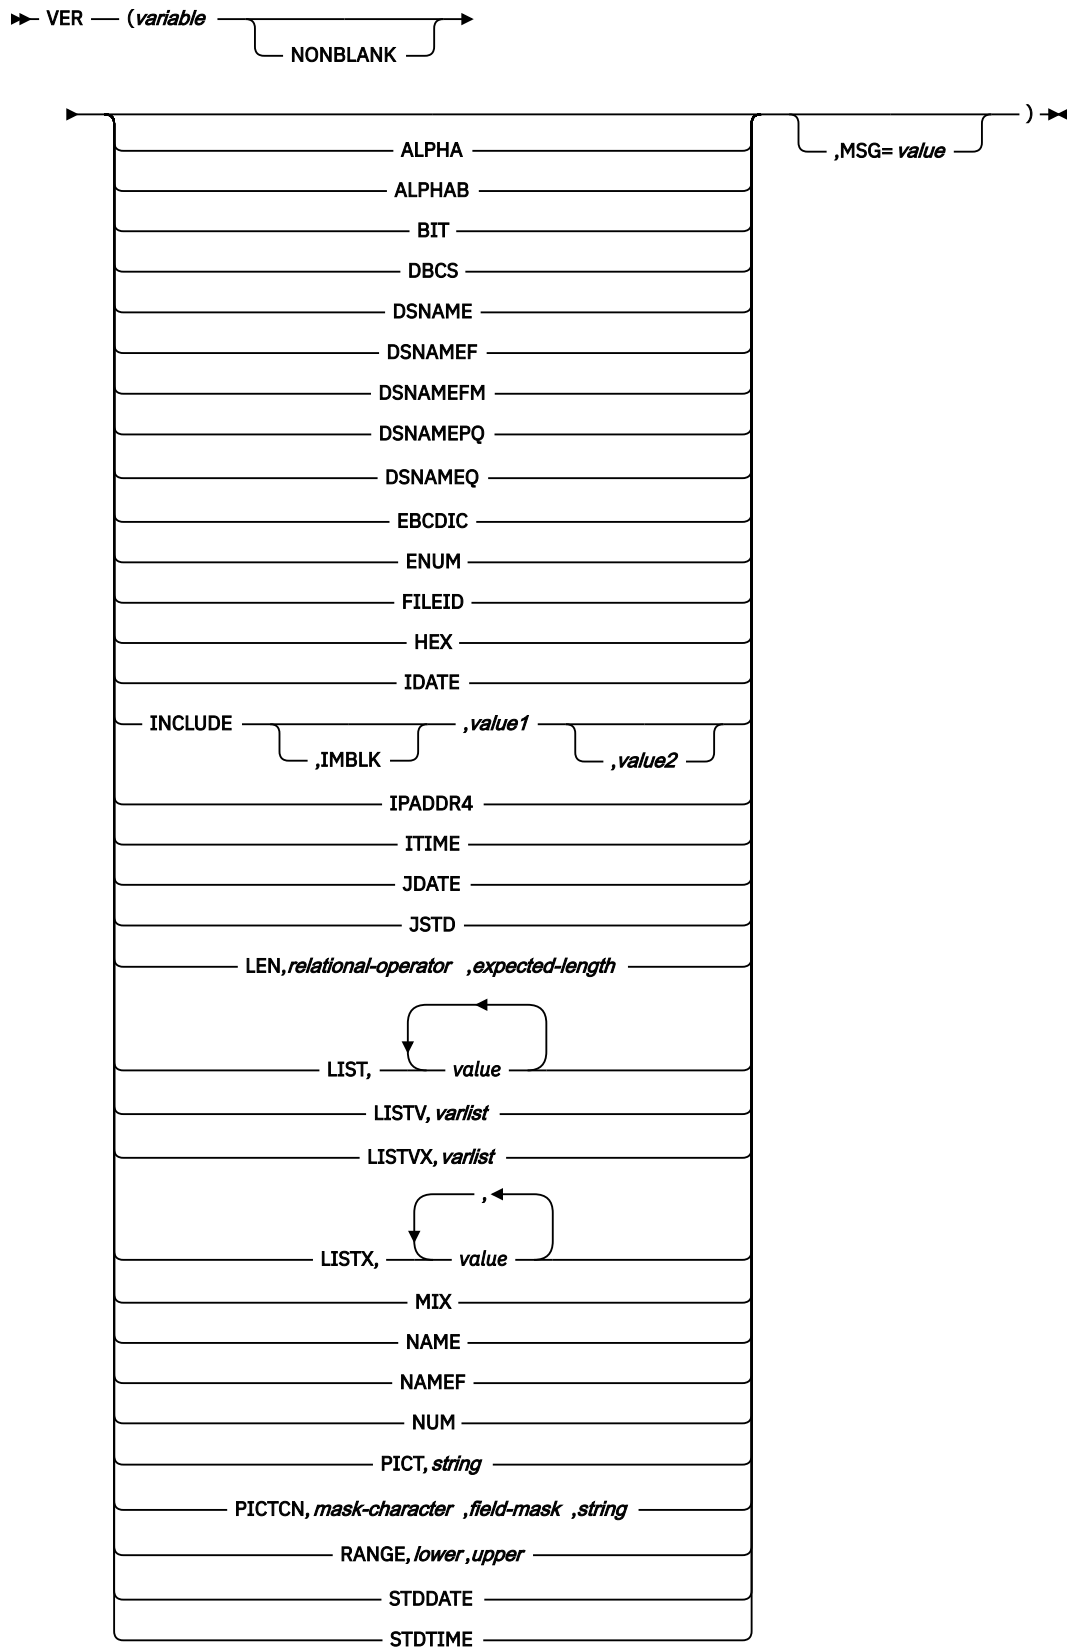 VER (variable
NONBLANK
ALPHA )
,MSG= value
ALPHAB
BIT
DBCS
DSNAME
DSNAMEF
DSNAMEFM
DSNAMEPQ
DSNAMEQ
EBCDIC
ENUM
FILEID
HEX
IDATE
INCLUDE ,value1
,IMBLK ,value2
IPADDR4
ITIME
JDATE
JSTD
LEN,relational-operator ,expected-length
LIST, value
LISTV, varlist
LISTVX, varlist
,
LISTX, value
MIX
NAME
NAMEF
NUM
PICT, string
PICTCN, mask-character ,field-mask ,string
RANGE, lower ,upper
STDDATE
STDTIME